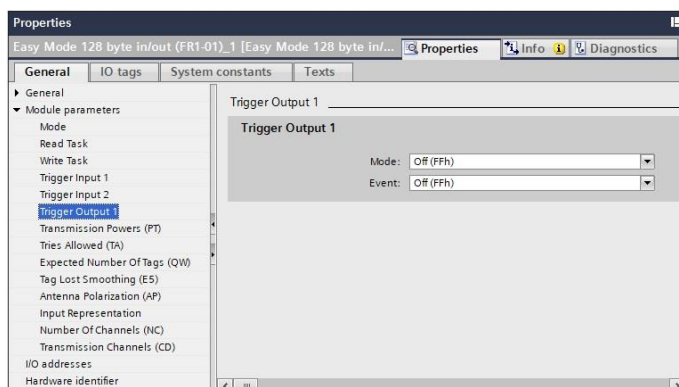 Properties
Easy Mode 128 byte in/out (FR1-01)_1 [Easy Mode 128 byte in/...
Properties
Info
Diagnostics
General
IO tags
System constants
Texts
General
Module parameters
Mode
Read Task
Write Task
Trigger Input 1
Trigger Input 2
Trigger Output 1
Transmission Powers (PT)
Tries Allowed (TA)
Expected Number Of Tags (QW)
Tag Lost Smoothing (E5)
Antenna Polarization (AP)
Input Representation
Number Of Channels (NC)
Transmission Channels (CD)
I/O addresses
Hardware identifier
Trigger Output 1
Trigger Output 1
Mode: Off (FFh)
Event: Off (FFh)